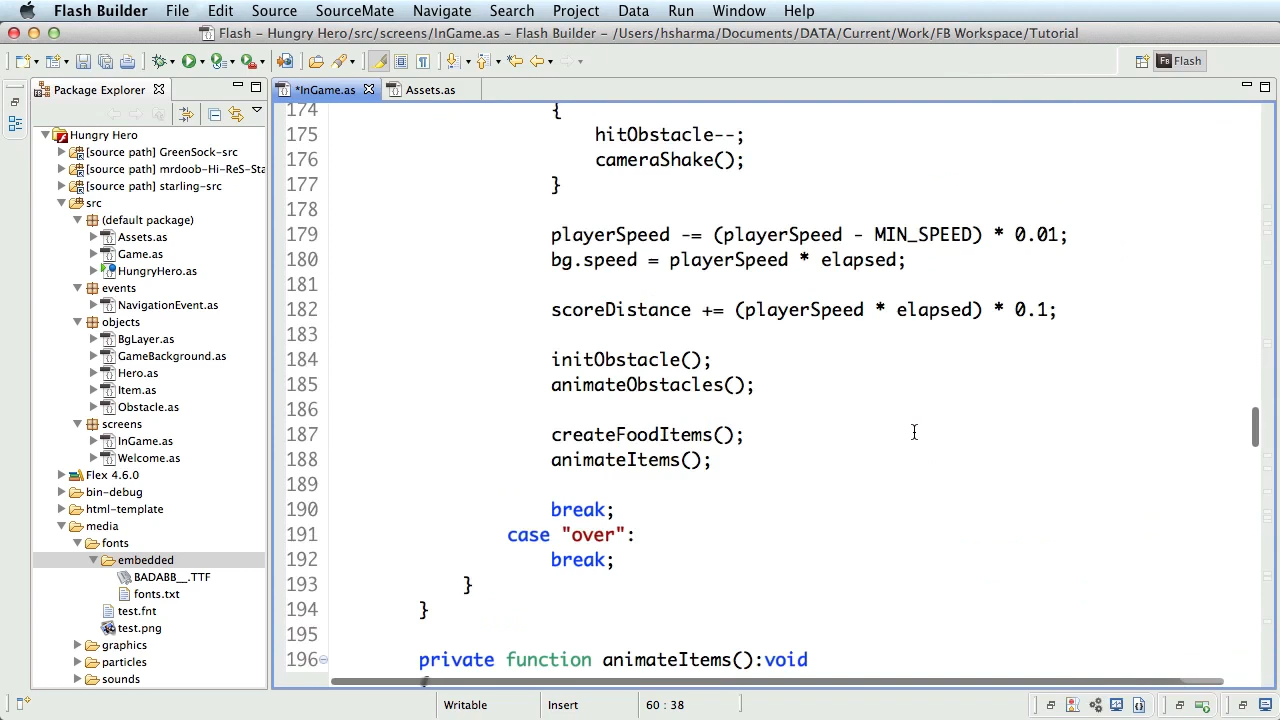 Flash Builder File Edit Source SourceMate Navigate Search Project Data Run Window Help
Flash - Hungry Hero/src/screens/InGame.as - Flash Builder - /Users/hsharma/Documents/DATA/Current/Work/FB Workspace/Tutorial
Flash
Package Explorer
*InGame.as
Assets.as
Hungry Hero
[source path] GreenSock-src
[source path] mrdoob-Hi-ReS-Sta
[source path] starling-src
src
(default package)
Assets.as
Game.as
HungryHero.as
events
NavigationEvent.as
objects
BgLayer.as
GameBackground.as
Hero.as
Item.as
Obstacle.as
screens
InGame.as
Welcome.as
Flex 4.6.0
bin-debug
html-template
media
fonts
embedded
BADABB__.TTF
fonts.txt
test.fnt
test.png
graphics
particles
sounds
174 {
175 hitObstacle--;
176 cameraShake();
177 }
178
179 playerSpeed -= (playerSpeed - MIN_SPEED) * 0.01;
180 bg.speed = playerSpeed * elapsed;
181
182 scoreDistance += (playerSpeed * elapsed) * 0.1;
183
184 initObstacle();
185 animateObstacles();
186
187 createFoodItems();
188 animateItems();
189
190 break;
191 case "over":
192 break;
193 }
194 }
195
196 private function animateItems():void
{
Writable Insert 60 : 38